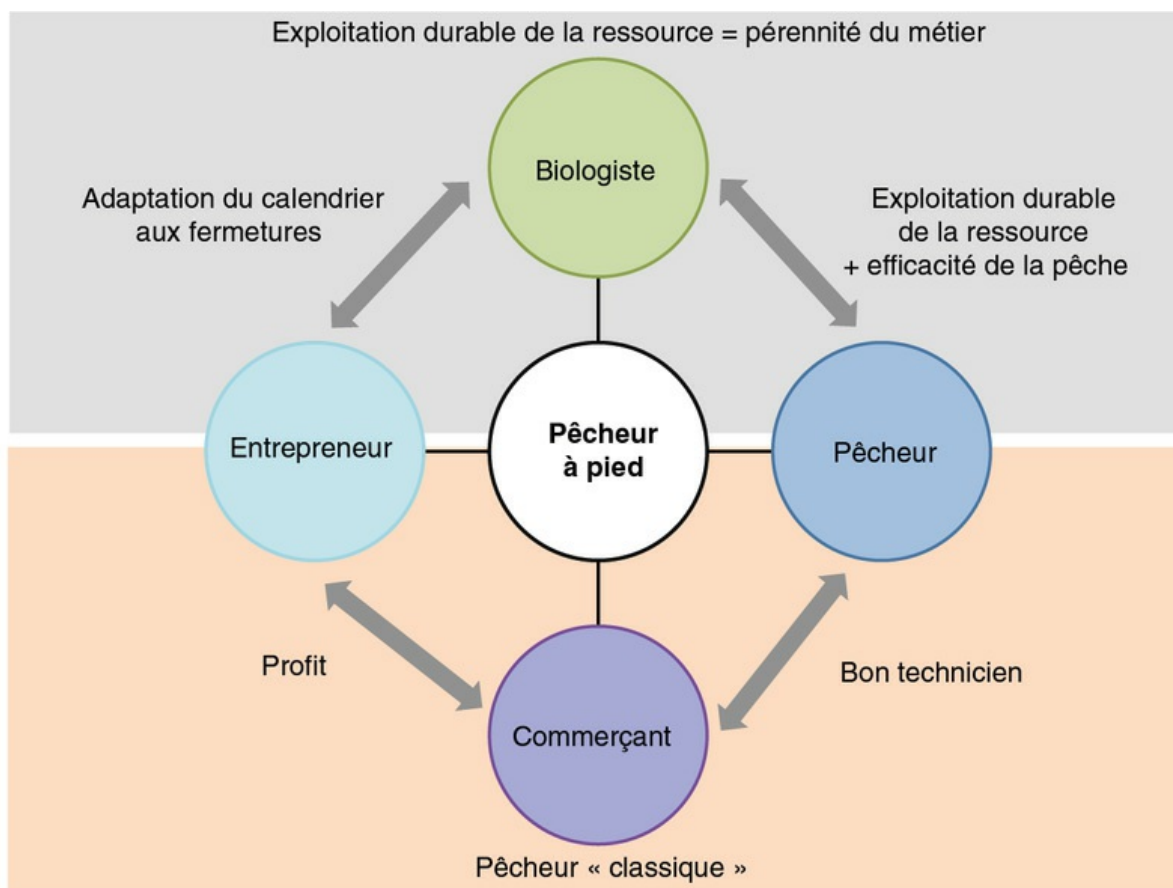 Exploitation durable de la ressource = pérennité du métier
Biologiste
Adaptation du calendrier
aux fermetures
Exploitation durable
de la ressource
+ efficacité de la pêche
Entrepreneur
Pêcheur
à pied
Pêcheur
Profit
Bon technicien
Commerçant
Pêcheur « classique »